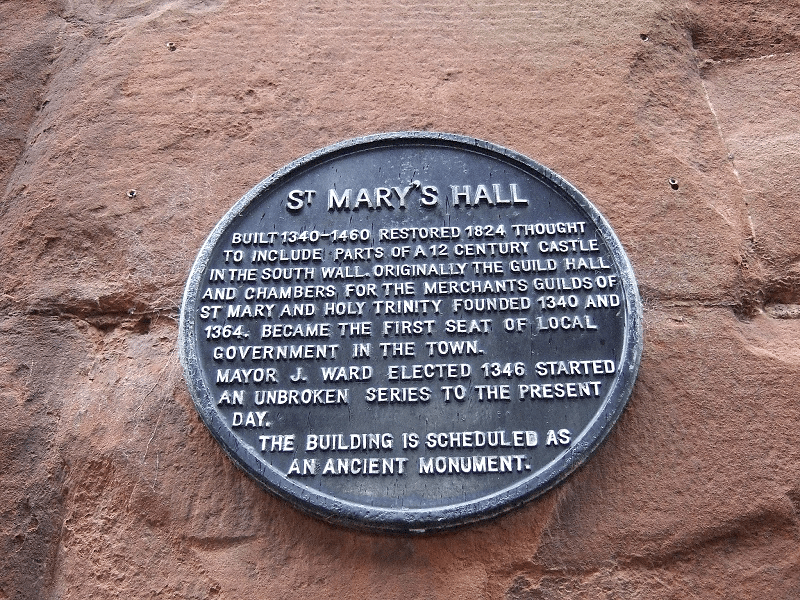 ST MARY'S HALL
BUILT 1340-1460 RESTORED 1824 THOUGHT
TO INCLUDE PARTS OF A 12 CENTURY CASTLE
IN THE SOUTH WALL. ORIGINALLY THE GUILD HALL
AND CHAMBERS FOR THE MERCHANTS GUILDS OF
ST MARY AND HOLY TRINITY FOUNDED 1340 AND
1364. BECAME THE FIRST SEAT OF LOCAL
GOVERNMENT IN THE TOWN.
MAYOR J. WARD ELECTED 1346 STARTED
AN UNBROKEN SERIES TO THE PRESENT
DAY.
THE BUILDING IS SCHEDULED AS
AN ANCIENT MONUMENT.